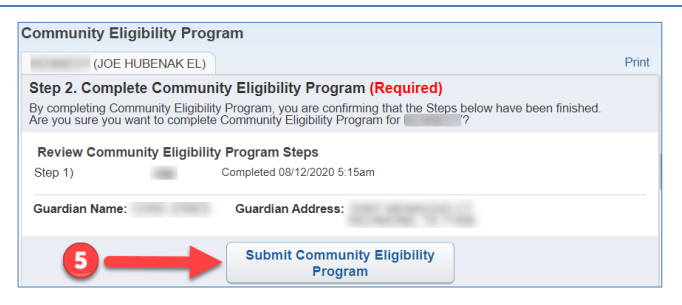 Community Eligibility Program
(JOE HUBENAK EL)
Print
Step 2. Complete Community Eligibility Program (Required)
By completing Community Eligibility Program, you are confirming that the Steps below have been finished.
Are you sure you want to complete Community Eligibility Program for ?
Review Community Eligibility Program Steps
Step 1) Completed 08/12/2020 5:15am
Guardian Name: Guardian Address:
5
Submit Community Eligibility
Program